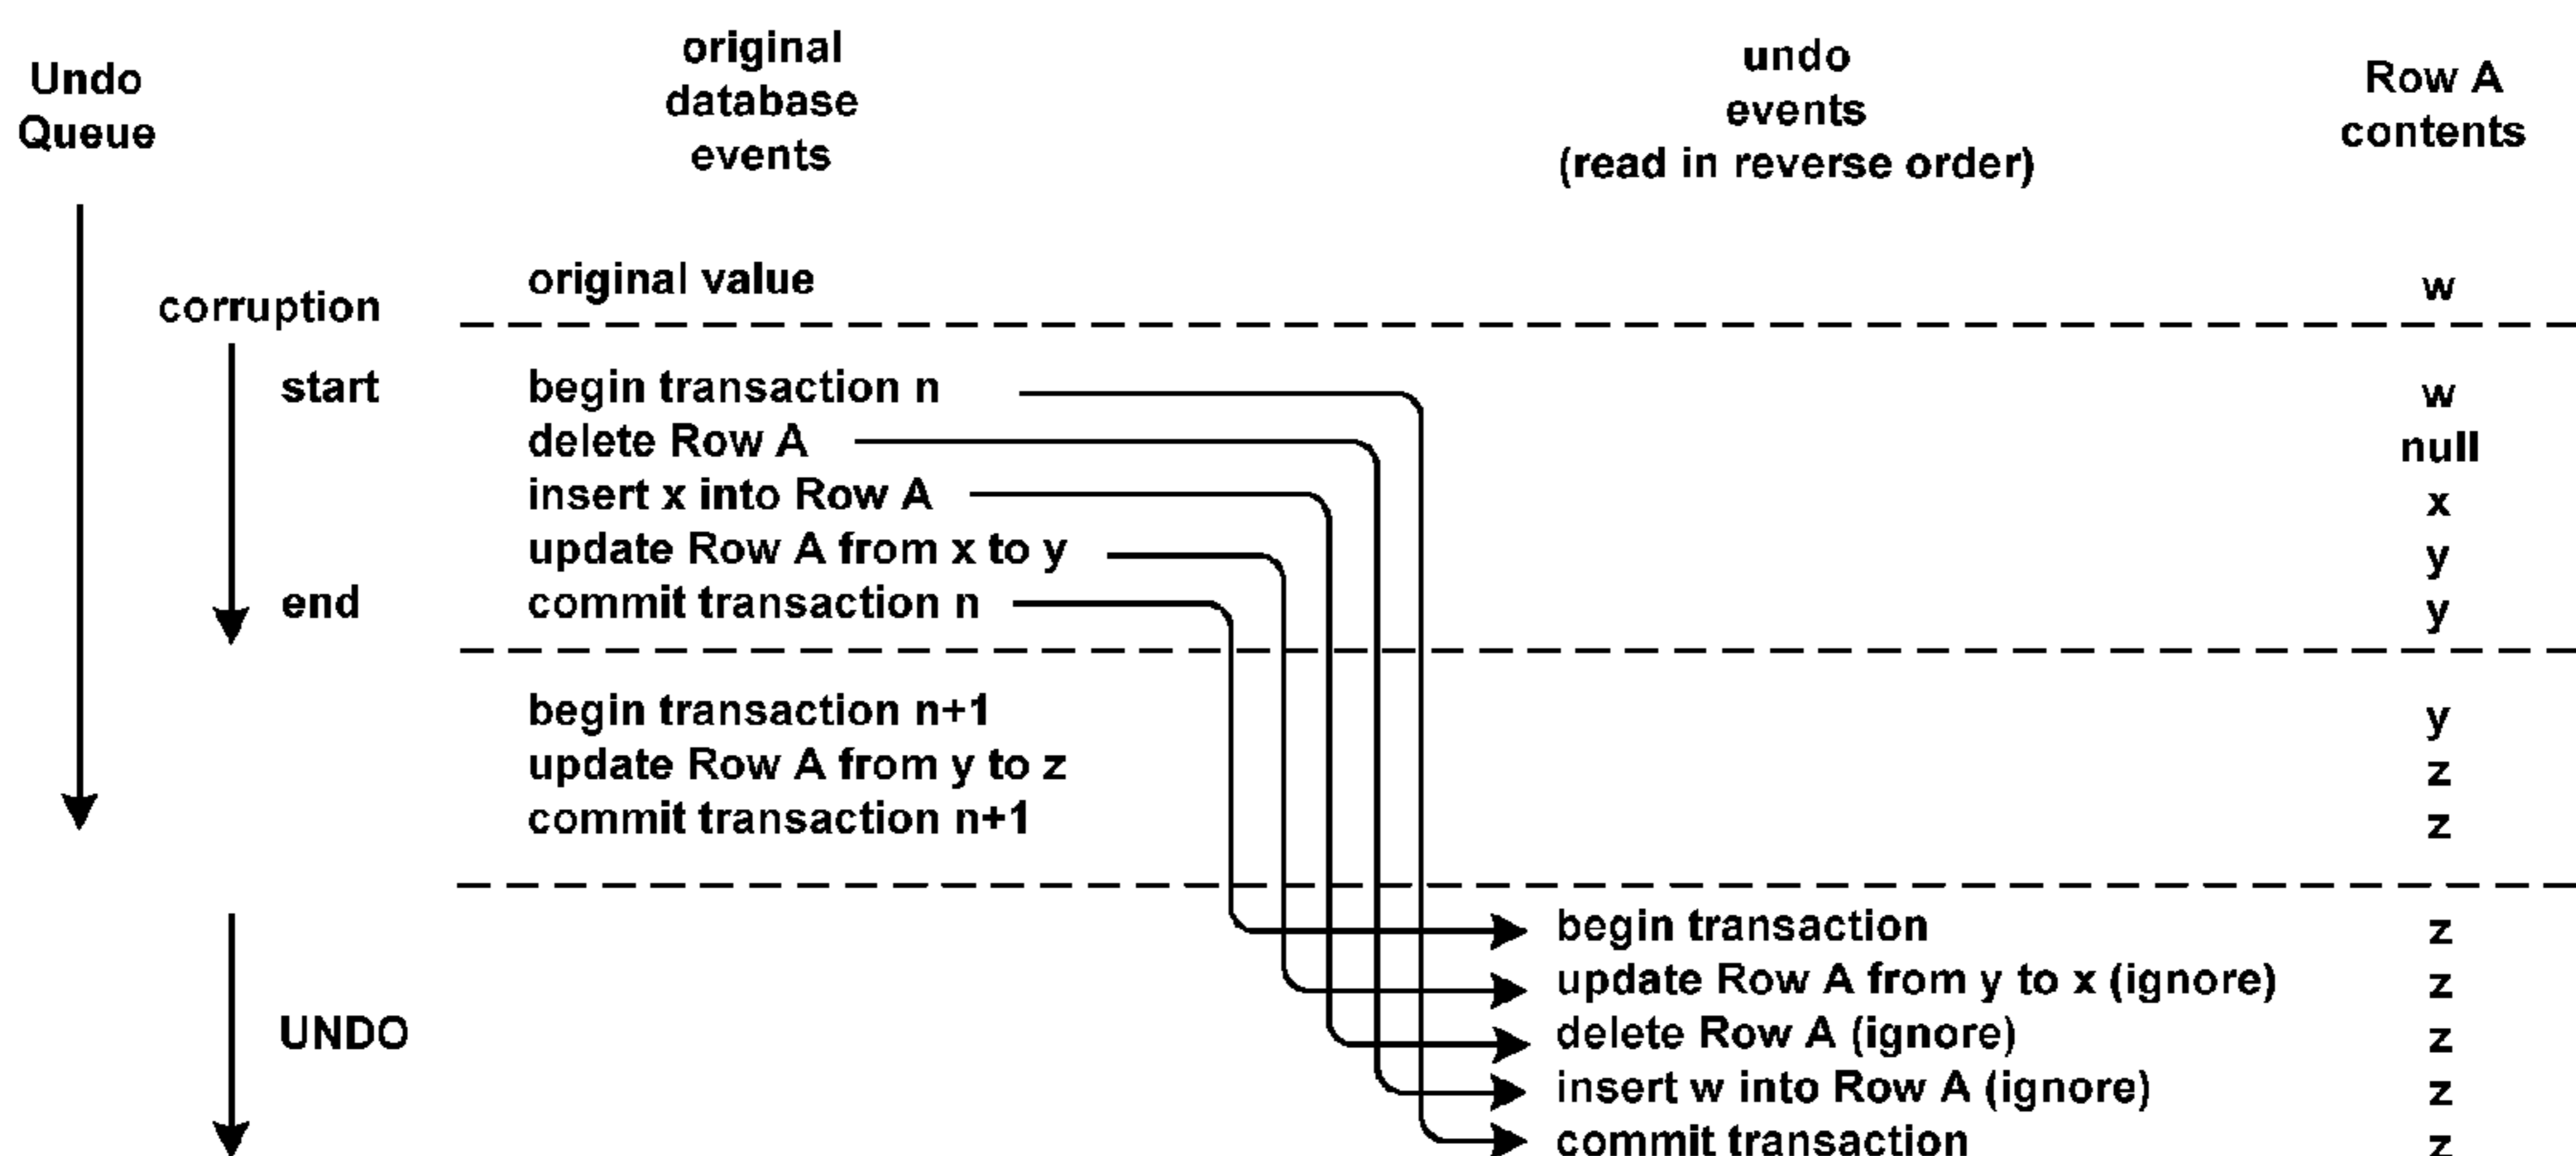 Undo
Queue
original
database
events
undo
events
(read in reverse order)
Row A
contents
original value
w
corruption
start
begin transaction n
w
delete Row A
null
insert x into Row A
x
update Row A from x to y
y
end
commit transaction n
y
begin transaction n+1
y
update Row A from y to z
z
commit transaction n+1
z
begin transaction
z
update Row A from y to x (ignore)
z
UNDO
delete Row A (ignore)
z
insert w into Row A (ignore)
z
commit transaction
z